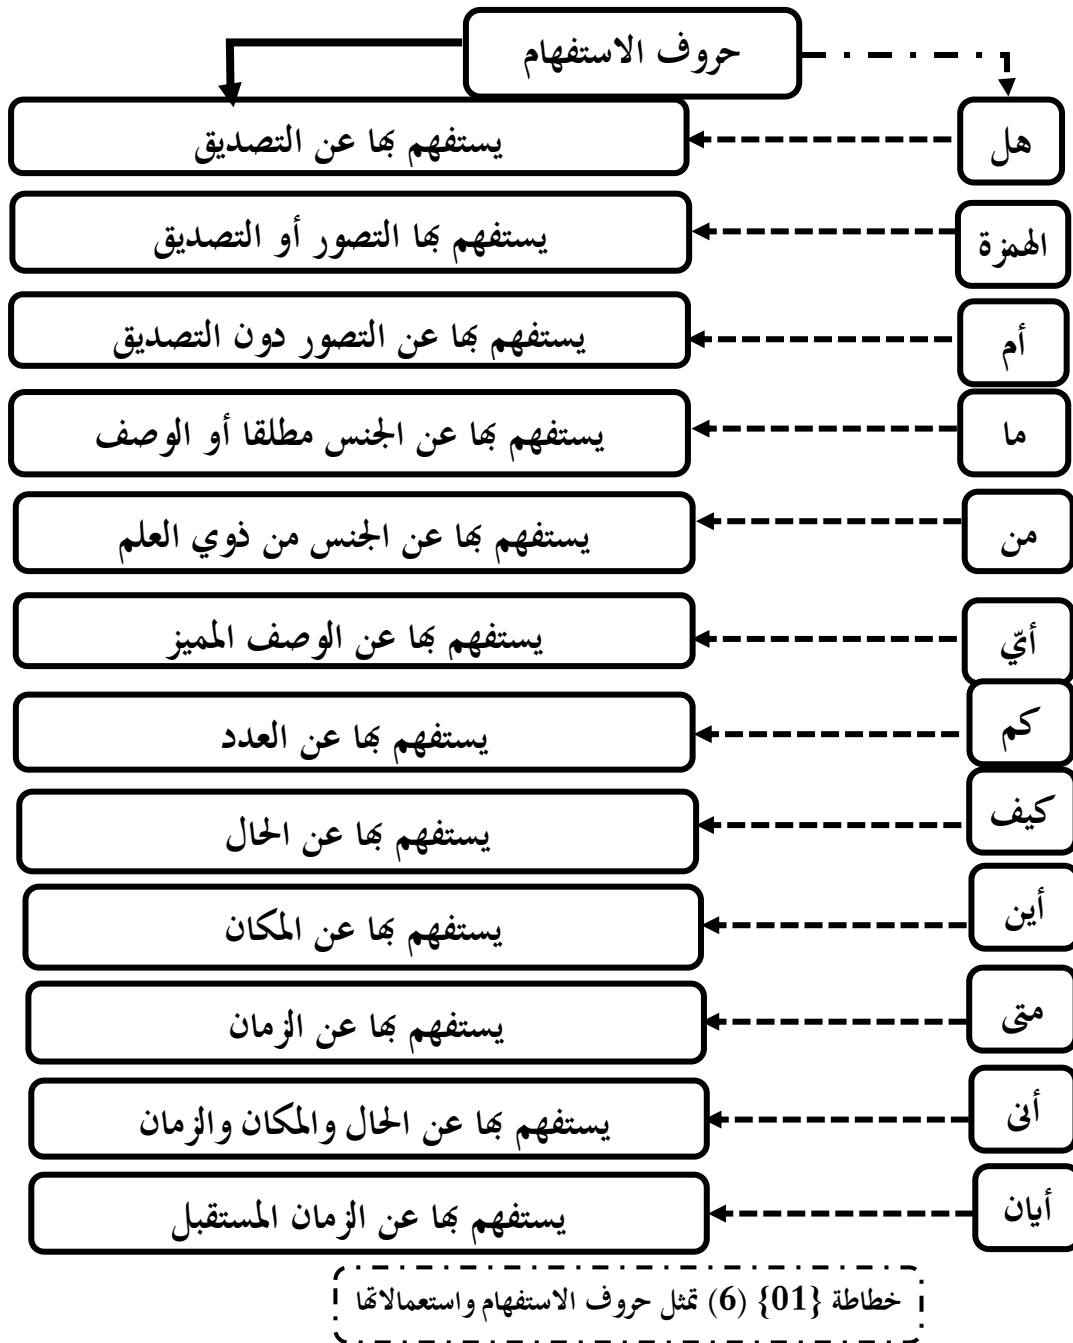 حروف الاستفهام
هل
يستفهم بها عن التصديق
الهمزة
يستفهم بها التصور أو التصديق
أم
يستفهم بها عن التصور دون التصديق
ما
يستفهم بها عن الجنس مطلقا أو الوصف
من
يستفهم بها عن الجنس من ذوي العلم
أيّ
يستفهم بها عن الوصف المميز
كم
يستفهم بها عن العدد
كيف
يستفهم بها عن الحال
أين
يستفهم بها عن المكان
متى
يستفهم بها عن الزمان
أنى
يستفهم بها عن الحال والمكان والزمان
أيان
يستفهم بها عن الزمان المستقبل
خطاطة {01} (6) تمثل حروف الاستفهام واستعمالاتها